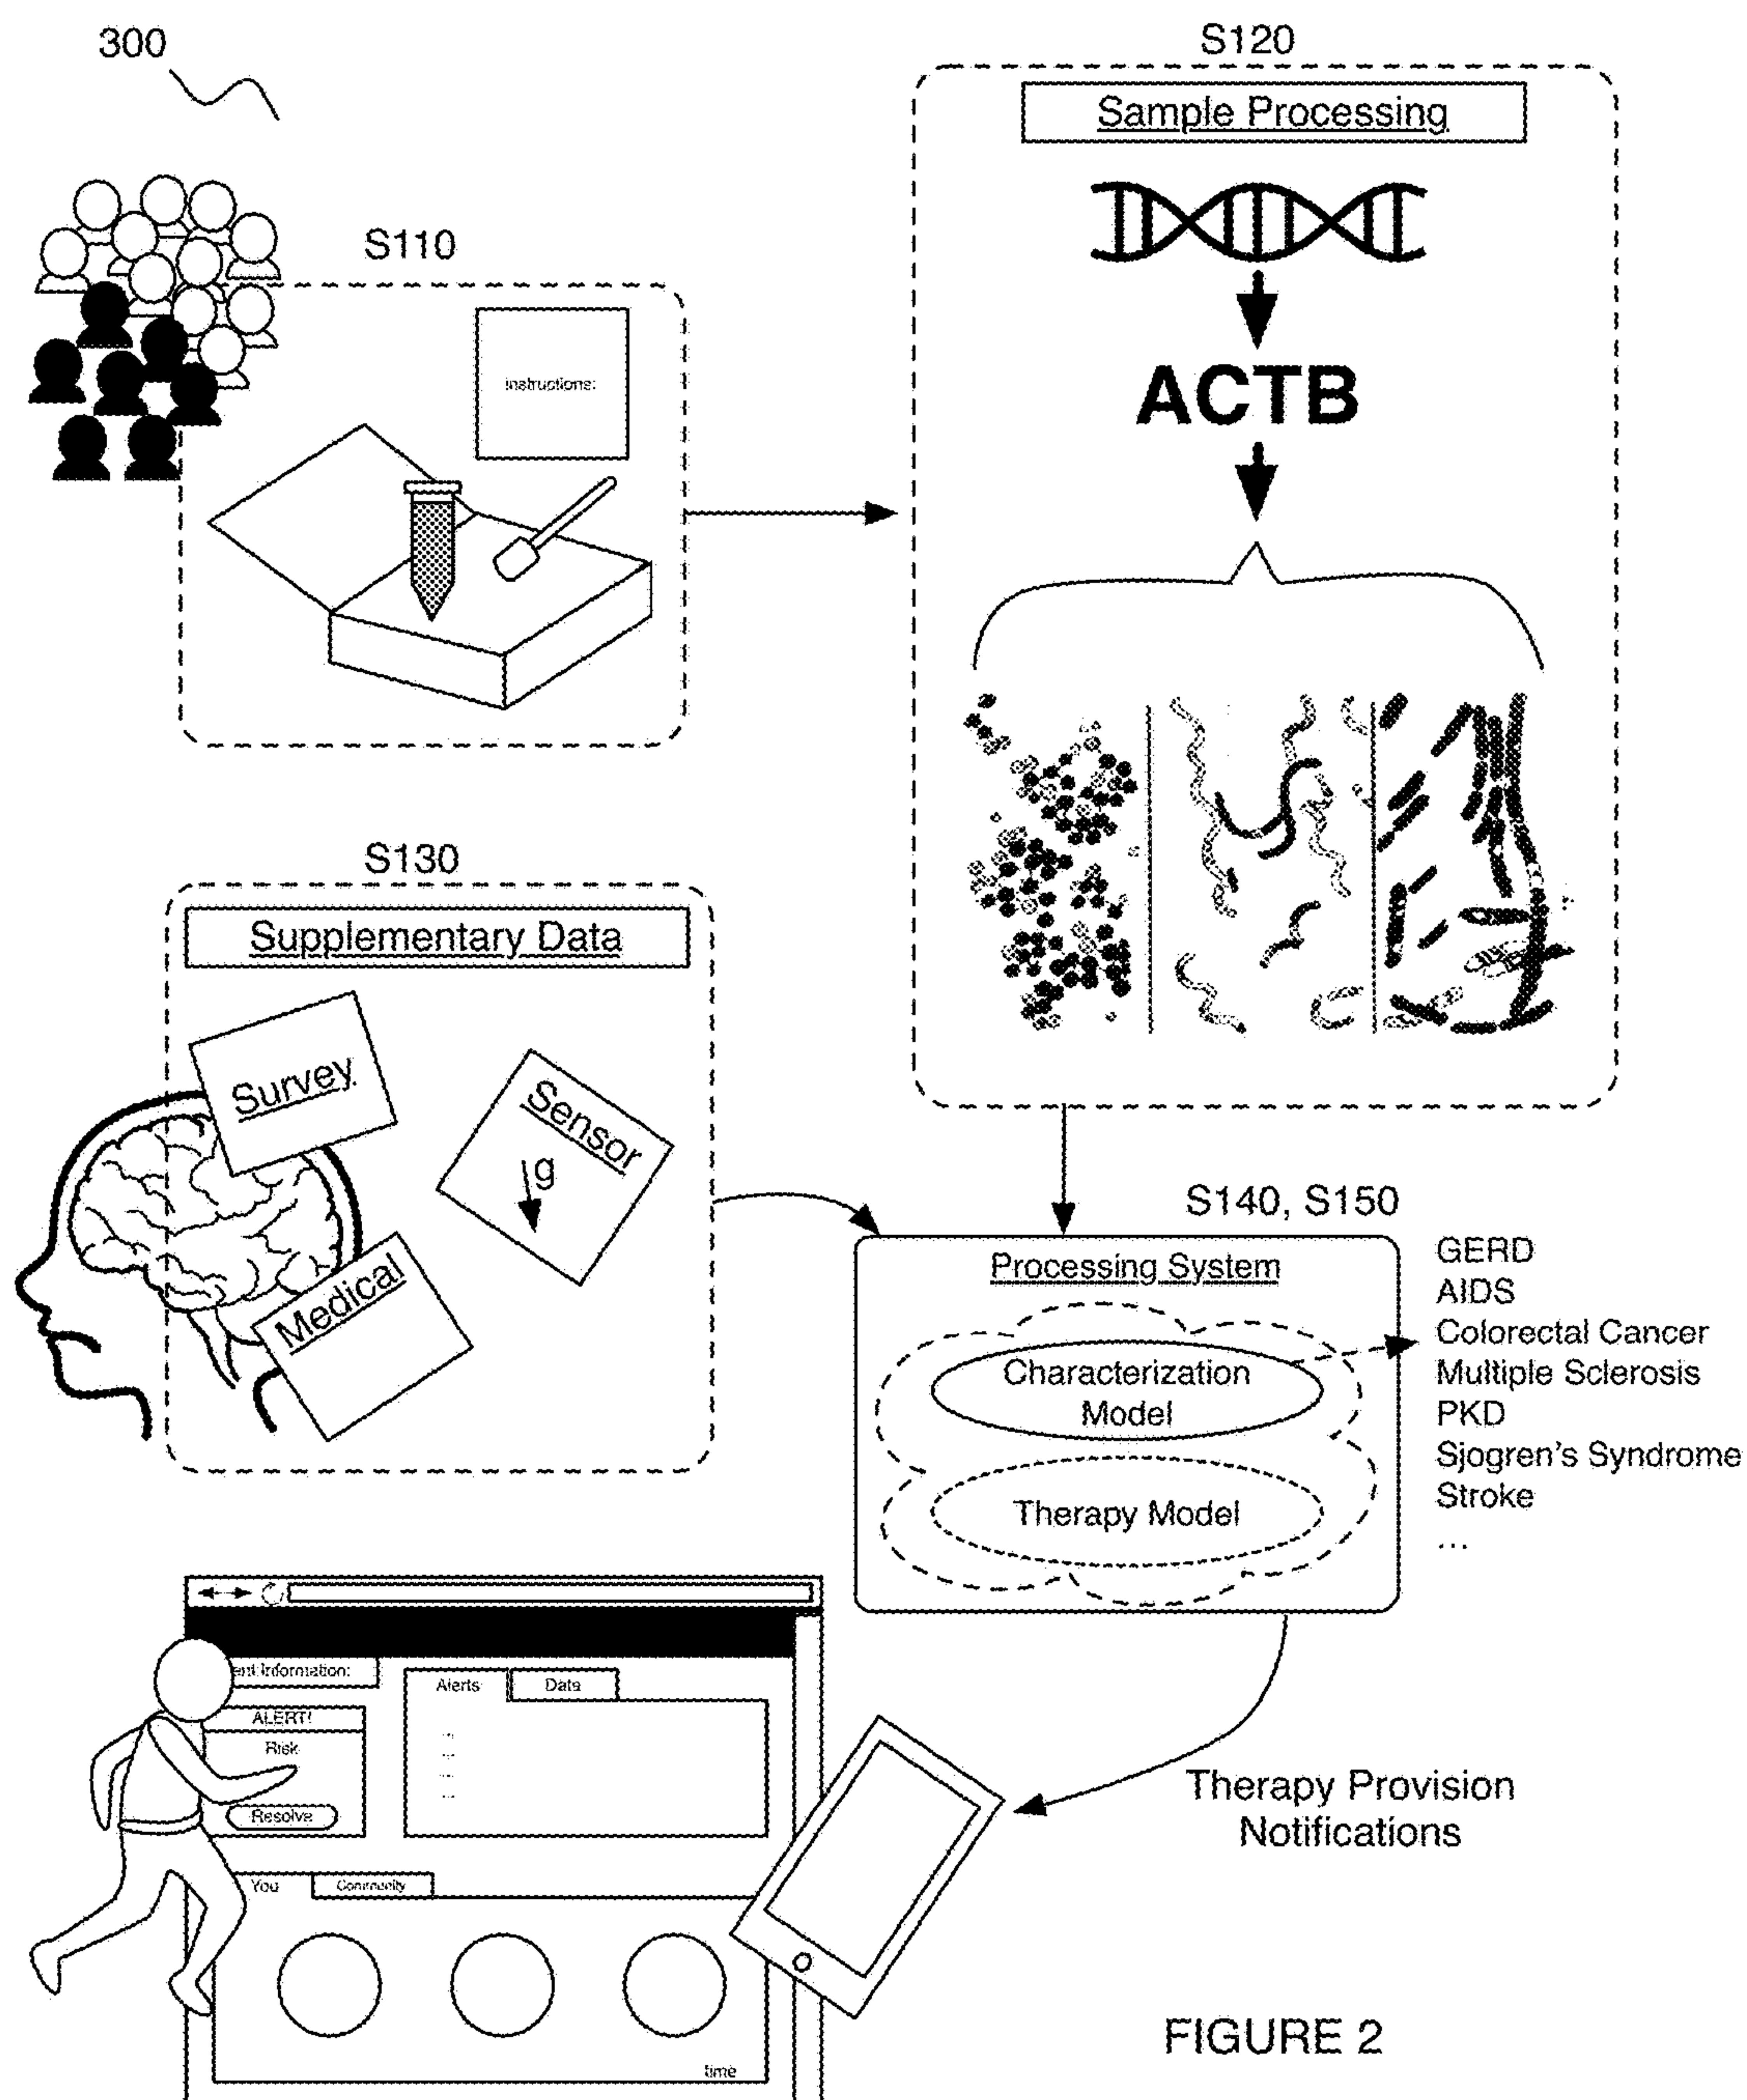 300
S110
instructions:
S120
Sample Processing
ACTB
S130
Supplementary Data
Survey
Sensor
g
Medical
S140, S150
Processing System
Characterization
Model
Therapy Model
GERD
AIDS
Colorectal Cancer
Multiple Sclerosis
PKD
Sjogren's Syndrome
Stroke
...
ent Information:
ALERT!
Risk
Resolve
Alerts
Data
...
...
...
...
You
Community
time
Therapy Provision
Notifications
FIGURE 2